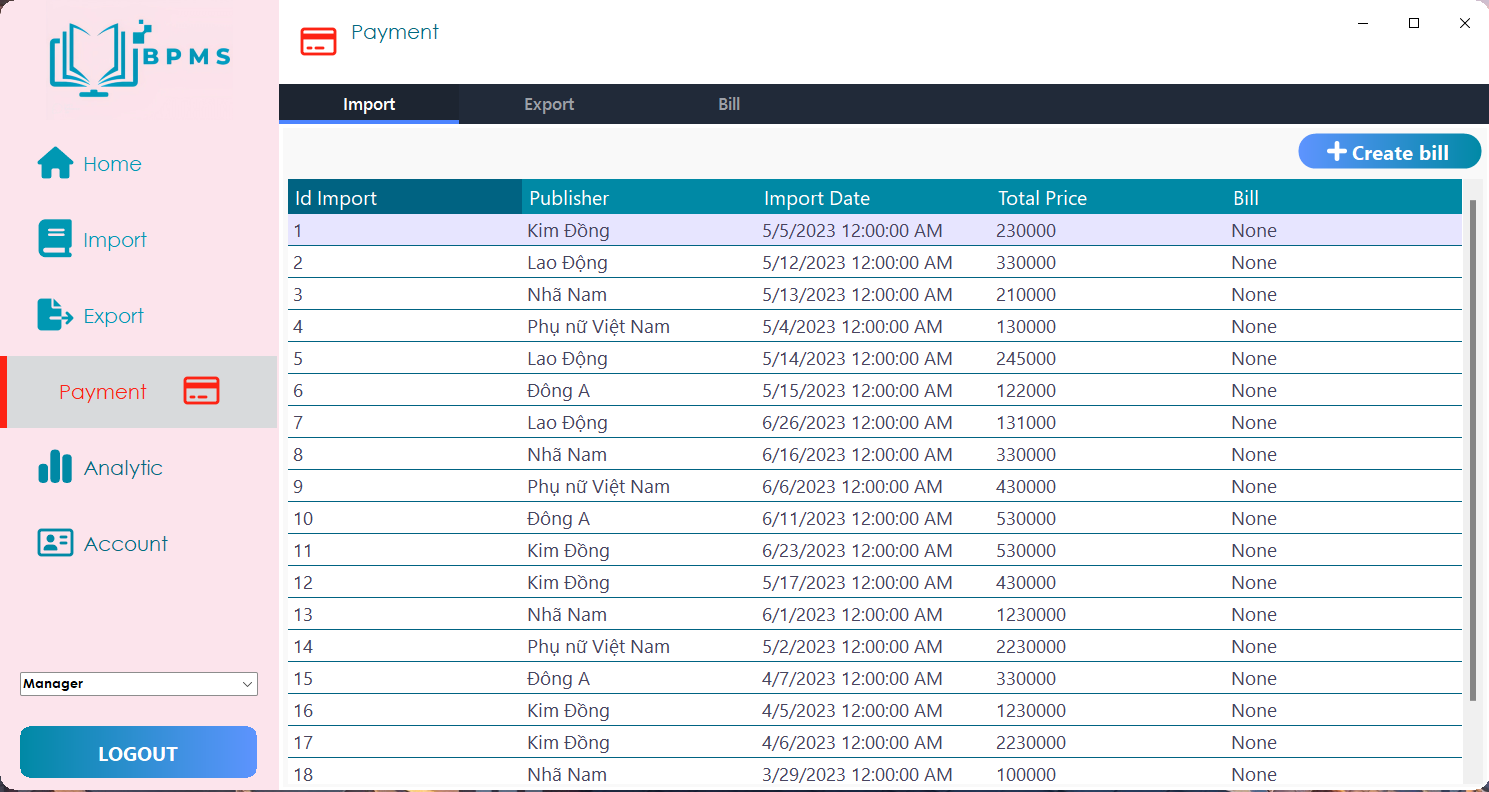 BPMS
Payment
Import Export Bill
Home
Import
Export
Payment
Analytic
Account
Manager
LOGOUT
Create bill
Id Import Publisher Import Date Total Price Bill
1 Kim Đồng 5/5/2023 12:00:00 AM 230000 None
2 Lao Động 5/12/2023 12:00:00 AM 330000 None
3 Nhã Nam 5/13/2023 12:00:00 AM 210000 None
4 Phụ nữ Việt Nam 5/4/2023 12:00:00 AM 130000 None
5 Lao Động 5/14/2023 12:00:00 AM 245000 None
6 Đông A 5/15/2023 12:00:00 AM 122000 None
7 Lao Động 6/26/2023 12:00:00 AM 131000 None
8 Nhã Nam 6/16/2023 12:00:00 AM 330000 None
9 Phụ nữ Việt Nam 6/6/2023 12:00:00 AM 430000 None
10 Đông A 6/11/2023 12:00:00 AM 530000 None
11 Kim Đồng 6/23/2023 12:00:00 AM 530000 None
12 Kim Đồng 5/17/2023 12:00:00 AM 430000 None
13 Nhã Nam 6/1/2023 12:00:00 AM 1230000 None
14 Phụ nữ Việt Nam 5/2/2023 12:00:00 AM 2230000 None
15 Đông A 4/7/2023 12:00:00 AM 330000 None
16 Kim Đồng 4/5/2023 12:00:00 AM 1230000 None
17 Kim Đồng 4/6/2023 12:00:00 AM 2230000 None
18 Nhã Nam 3/29/2023 12:00:00 AM 100000 None